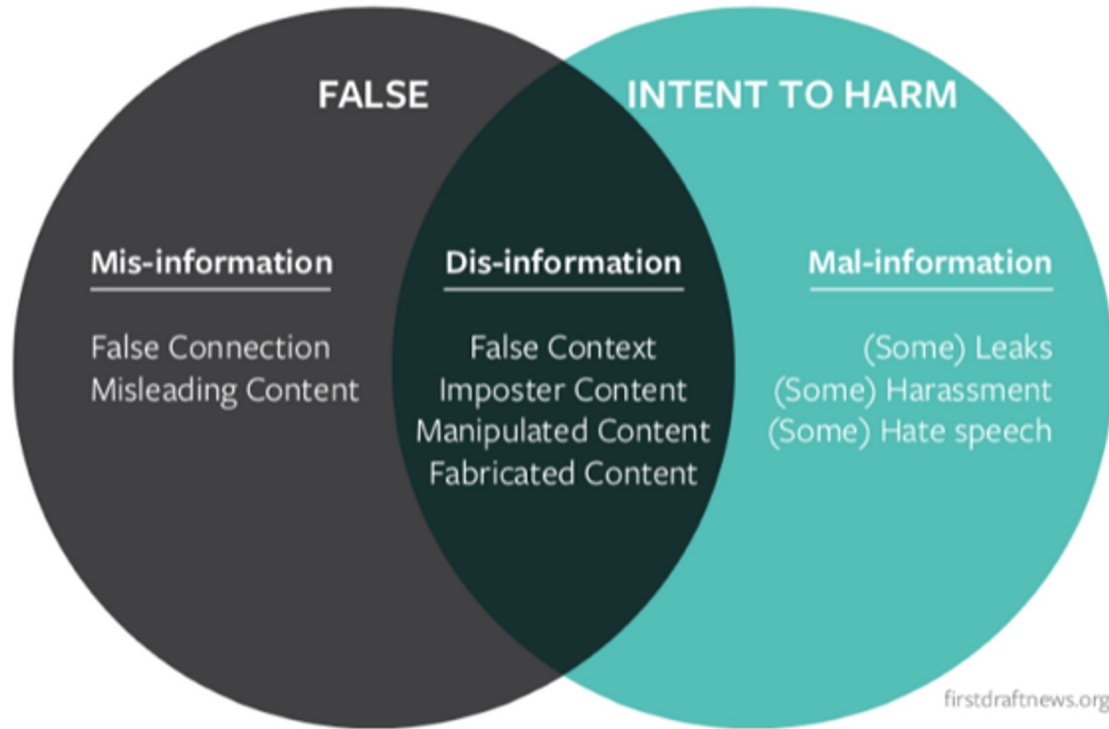 FALSE
INTENT TO HARM
Mis-information
False Connection
Misleading Content
Dis-information
False Context
Imposter Content
Manipulated Content
Fabricated Content
Mal-information
(Some) Leaks
(Some) Harassment
(Some) Hate speech
firstdraftnews.org